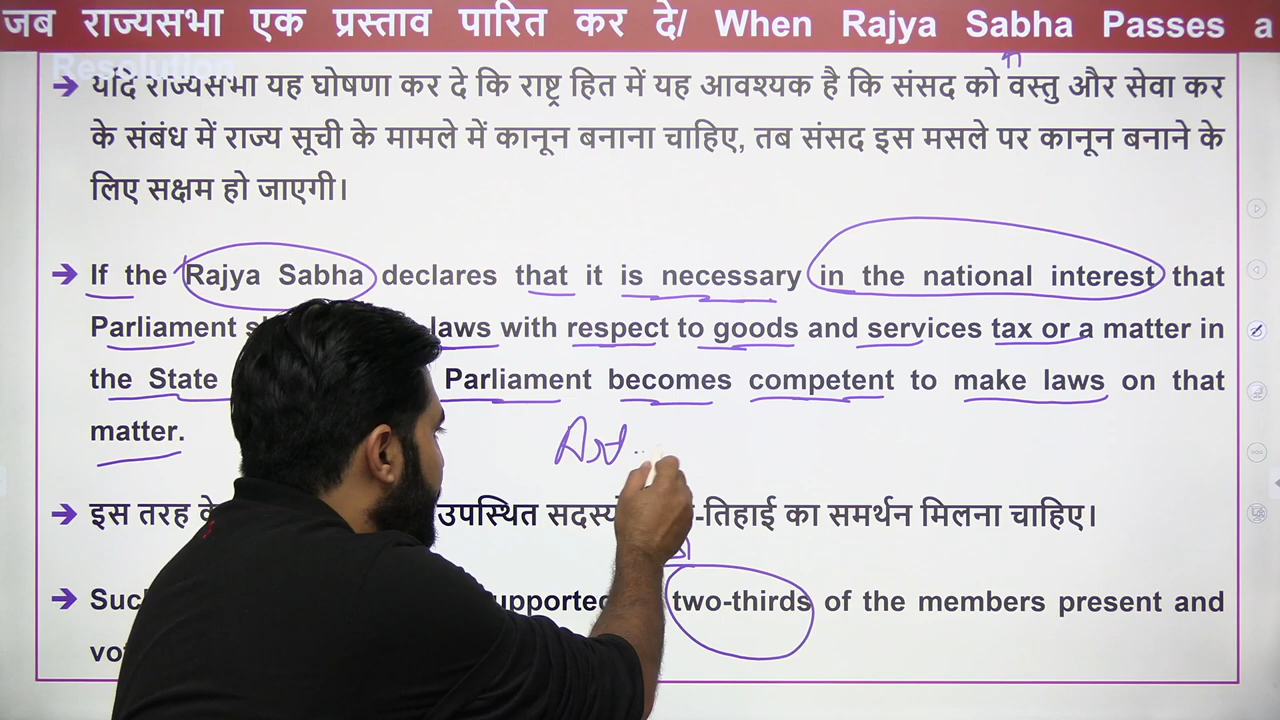 जब राज्यसभा एक प्रस्ताव पारित कर दे/ When Rajya Sabha Passes a
Resolution
यदि राज्यसभा यह घोषणा कर दे कि राष्ट्र हित में यह आवश्यक है कि संसद को वस्तु और सेवा कर
के संबंध में राज्य सूची के मामले में कानून बनाना चाहिए, तब संसद इस मसले पर कानून बनाने के
लिए सक्षम हो जाएगी।
If the Rajya Sabha declares that it is necessary in the national interest that
Parliament laws with respect to goods and services tax or a matter in
the State Parliament becomes competent to make laws on that
matter.
Art
इस तरह के उपस्थित सदस्यों -तिहाई का समर्थन मिलना चाहिए।
Such supported two-thirds of the members present and